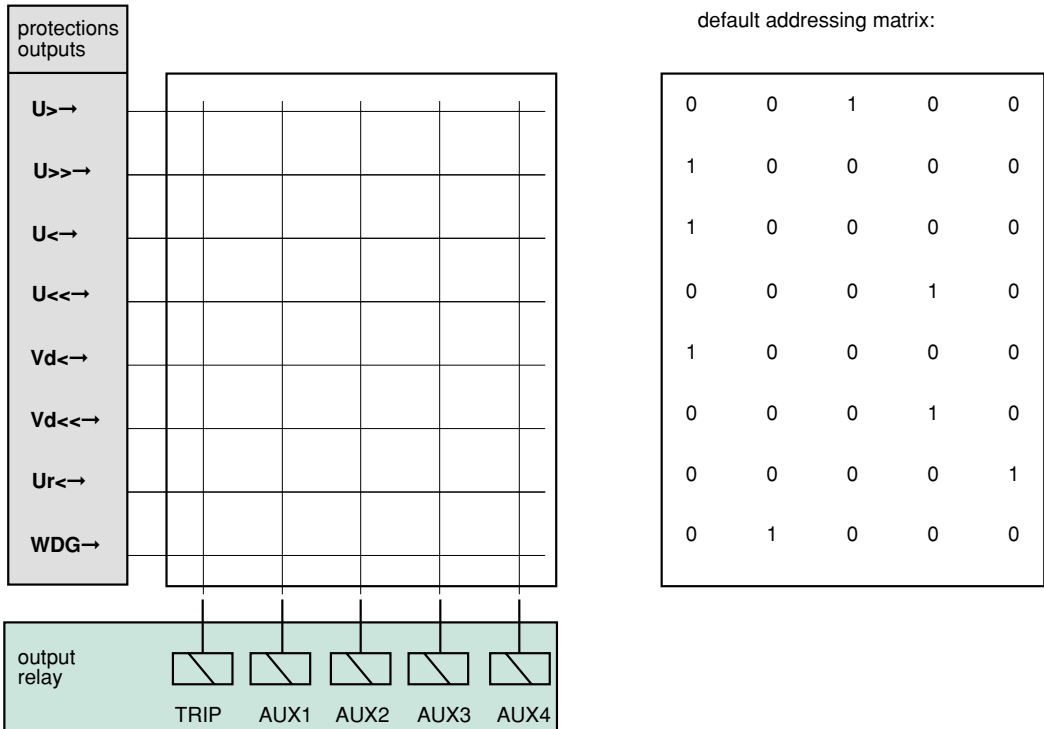 protections
outputs
default addressing matrix:
U>→
U>>→
U<→
U<<→
Vd<→
Vd<<→
Ur<→
WDG→
0 0 1 0 0
1 0 0 0 0
1 0 0 0 0
0 0 0 1 0
1 0 0 0 0
0 0 0 1 0
0 0 0 0 1
0 1 0 0 0
output
relay
TRIP AUX1 AUX2 AUX3 AUX4